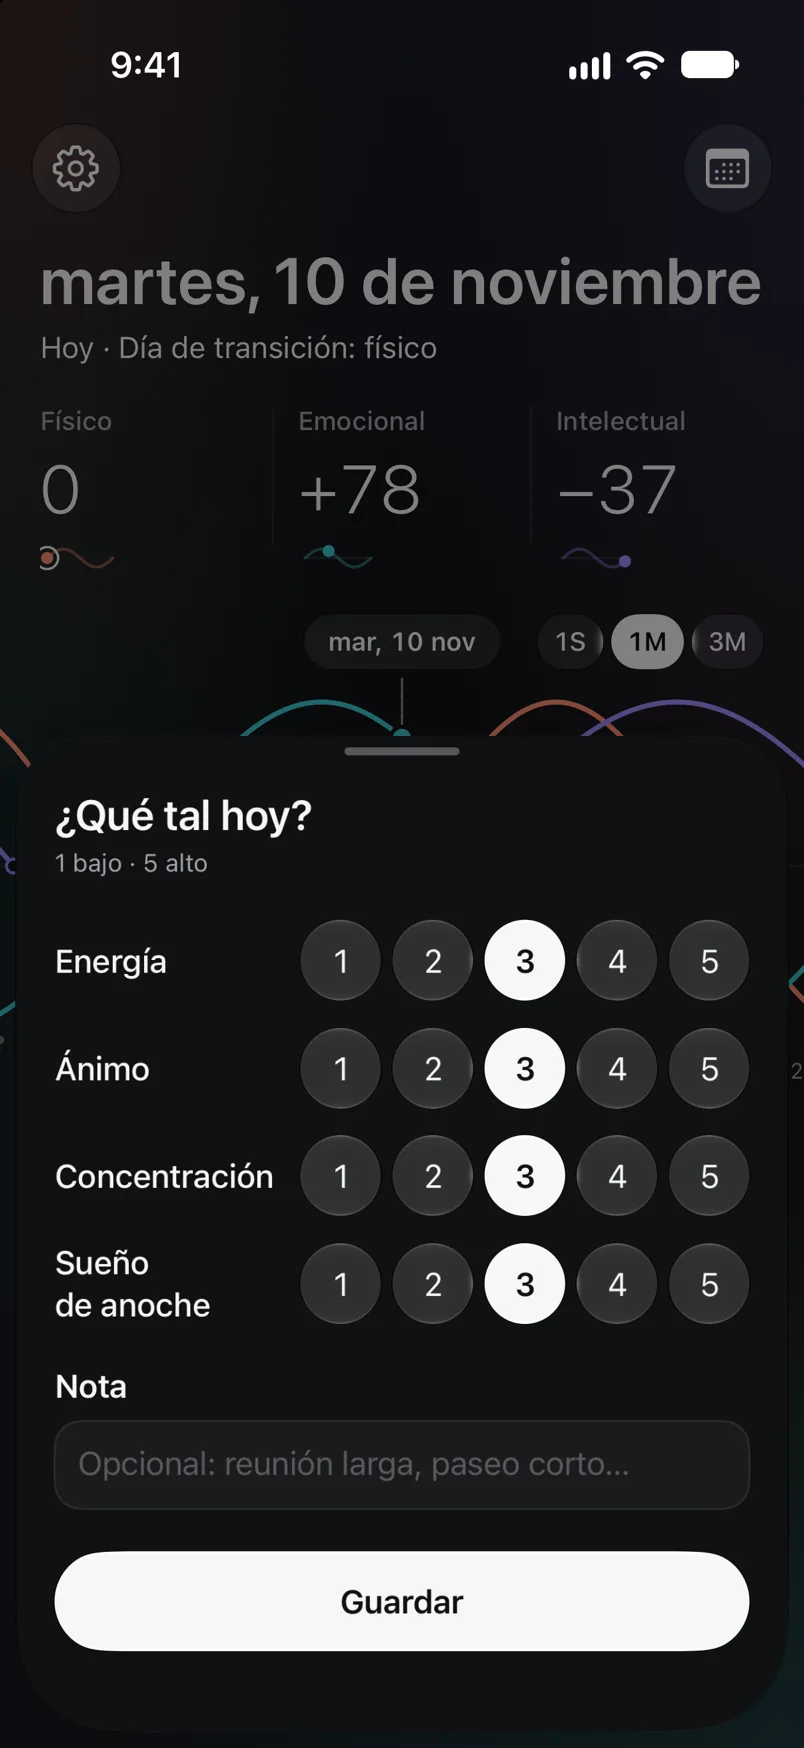 9:41
martes, 10 de noviembre
Hoy · Día de transición: físico
Físico Emocional Intelectual
0 +78 −37
mar, 10 nov 1S 1M 3M
¿Qué tal hoy?
1 bajo · 5 alto
Energía 1 2 3 4 5
Ánimo 1 2 3 4 5
2
Concentración 1 2 3 4 5
Sueño
de anoche 1 2 3 4 5
Nota
Opcional: reunión larga, paseo corto...
Guardar